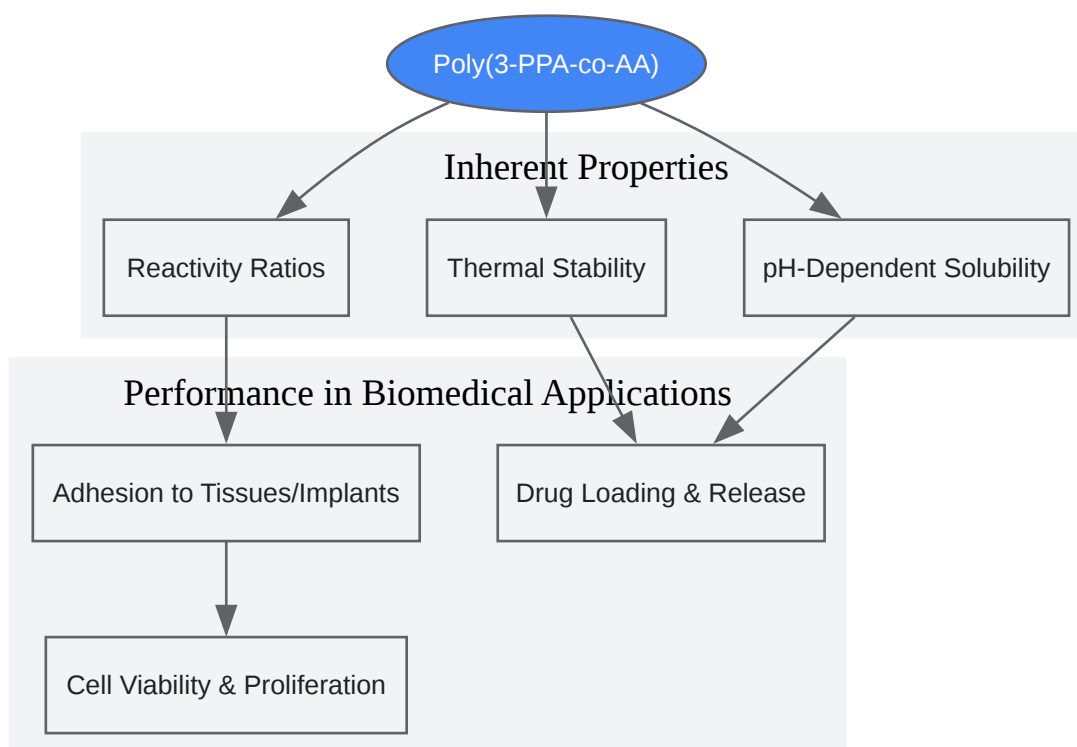 Poly(3-PPA-co-AA)
Inherent Properties
Reactivity Ratios
Thermal Stability
pH-Dependent Solubility
Performance in Biomedical Applications
Adhesion to Tissues/Implants
Drug Loading & Release
Cell Viability & Proliferation